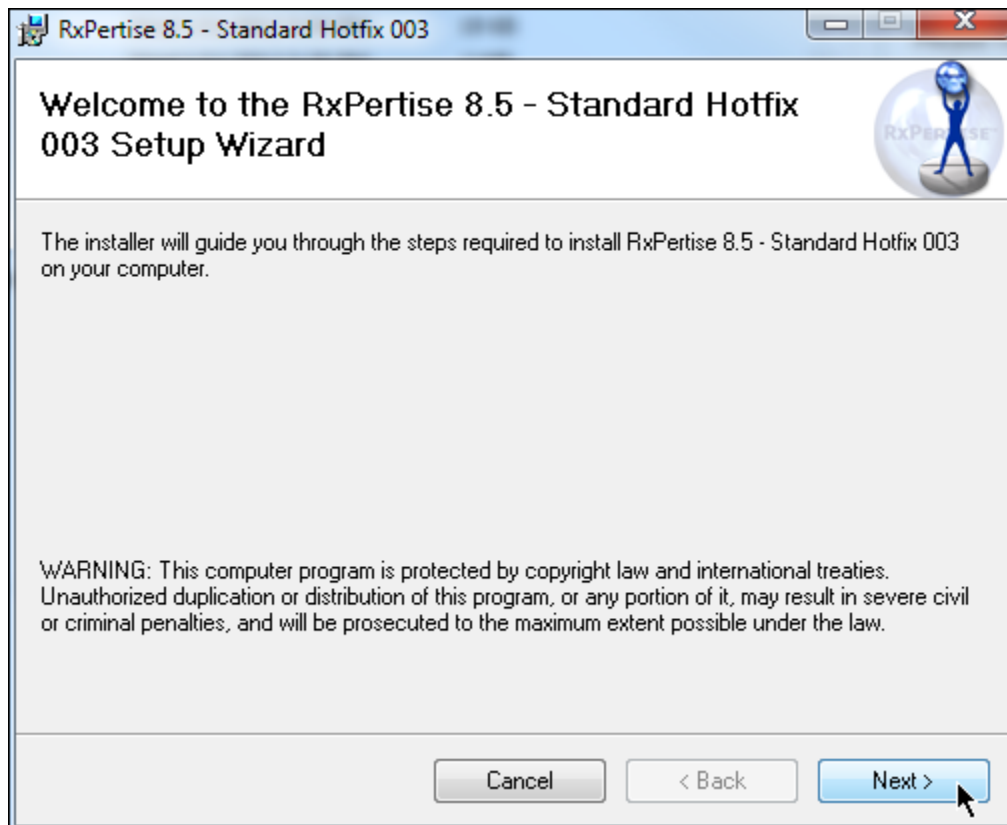 RxPertise 8.5 - Standard Hotfix 003
Welcome to the RxPertise 8.5 - Standard Hotfix
003 Setup Wizard
The installer will guide you through the steps required to install RxPertise 8.5 - Standard Hotfix 003
on your computer.
WARNING: This computer program is protected by copyright law and international treaties.
Unauthorized duplication or distribution of this program, or any portion of it, may result in severe civil
or criminal penalties, and will be prosecuted to the maximum extent possible under the law.
Cancel
< Back
Next >